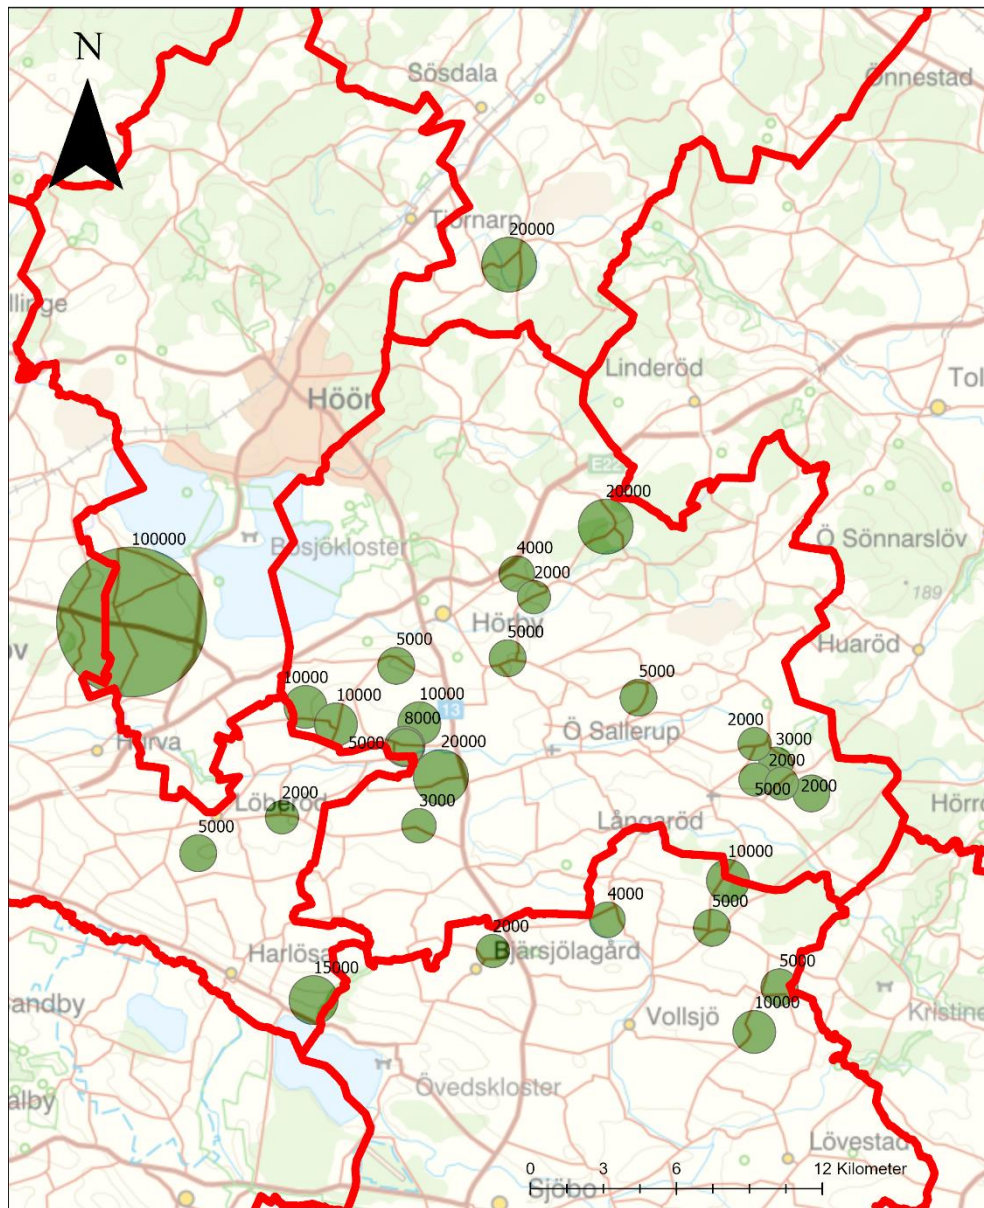 N
Sösdala
Önnestad
Tjörnarp
20000
llinge
Linderöd
Tol
Höör
E22
20000
Bosjökloster
Ö Sönnarslöv
100000
4000
2000
189
Hörby
5000
5000
Huaröd
ov
10000
10000
10000
13
5000
8000
5000
20000
Ö Sallerup
2000
3000
2000
5000
2000
Hurva
2000
Löberöd
3000
Hörrö
5000
Långaröd
10000
4000
5000
2000
Harlösa
Bjärsjölagård
5000
15000
andby
10000
Vollsjö
Kristine
Övedskloster
alby
Lövestad
0 3 6 12 Kilometer
Sjöbo